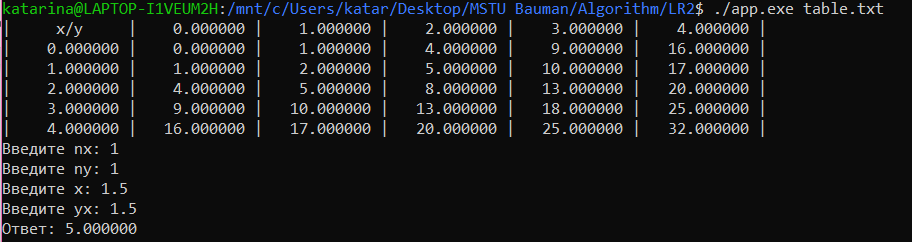 katarina@LAPTOP-I1VEUM2H:/mnt/c/Users/katar/Desktop/MSTU Bauman/Algorithm/LR2$ ./app.exe table.txt
| x/y | 0.000000 | 1.000000 | 2.000000 | 3.000000 | 4.000000 |
| 0.000000 | 0.000000 | 1.000000 | 4.000000 | 9.000000 | 16.000000 |
| 1.000000 | 1.000000 | 2.000000 | 5.000000 | 10.000000 | 17.000000 |
| 2.000000 | 4.000000 | 5.000000 | 8.000000 | 13.000000 | 20.000000 |
| 3.000000 | 9.000000 | 10.000000 | 13.000000 | 18.000000 | 25.000000 |
| 4.000000 | 16.000000 | 17.000000 | 20.000000 | 25.000000 | 32.000000 |
Введите nx: 1
Введите ny: 1
Введите x: 1.5
Введите yx: 1.5
Ответ: 5.000000